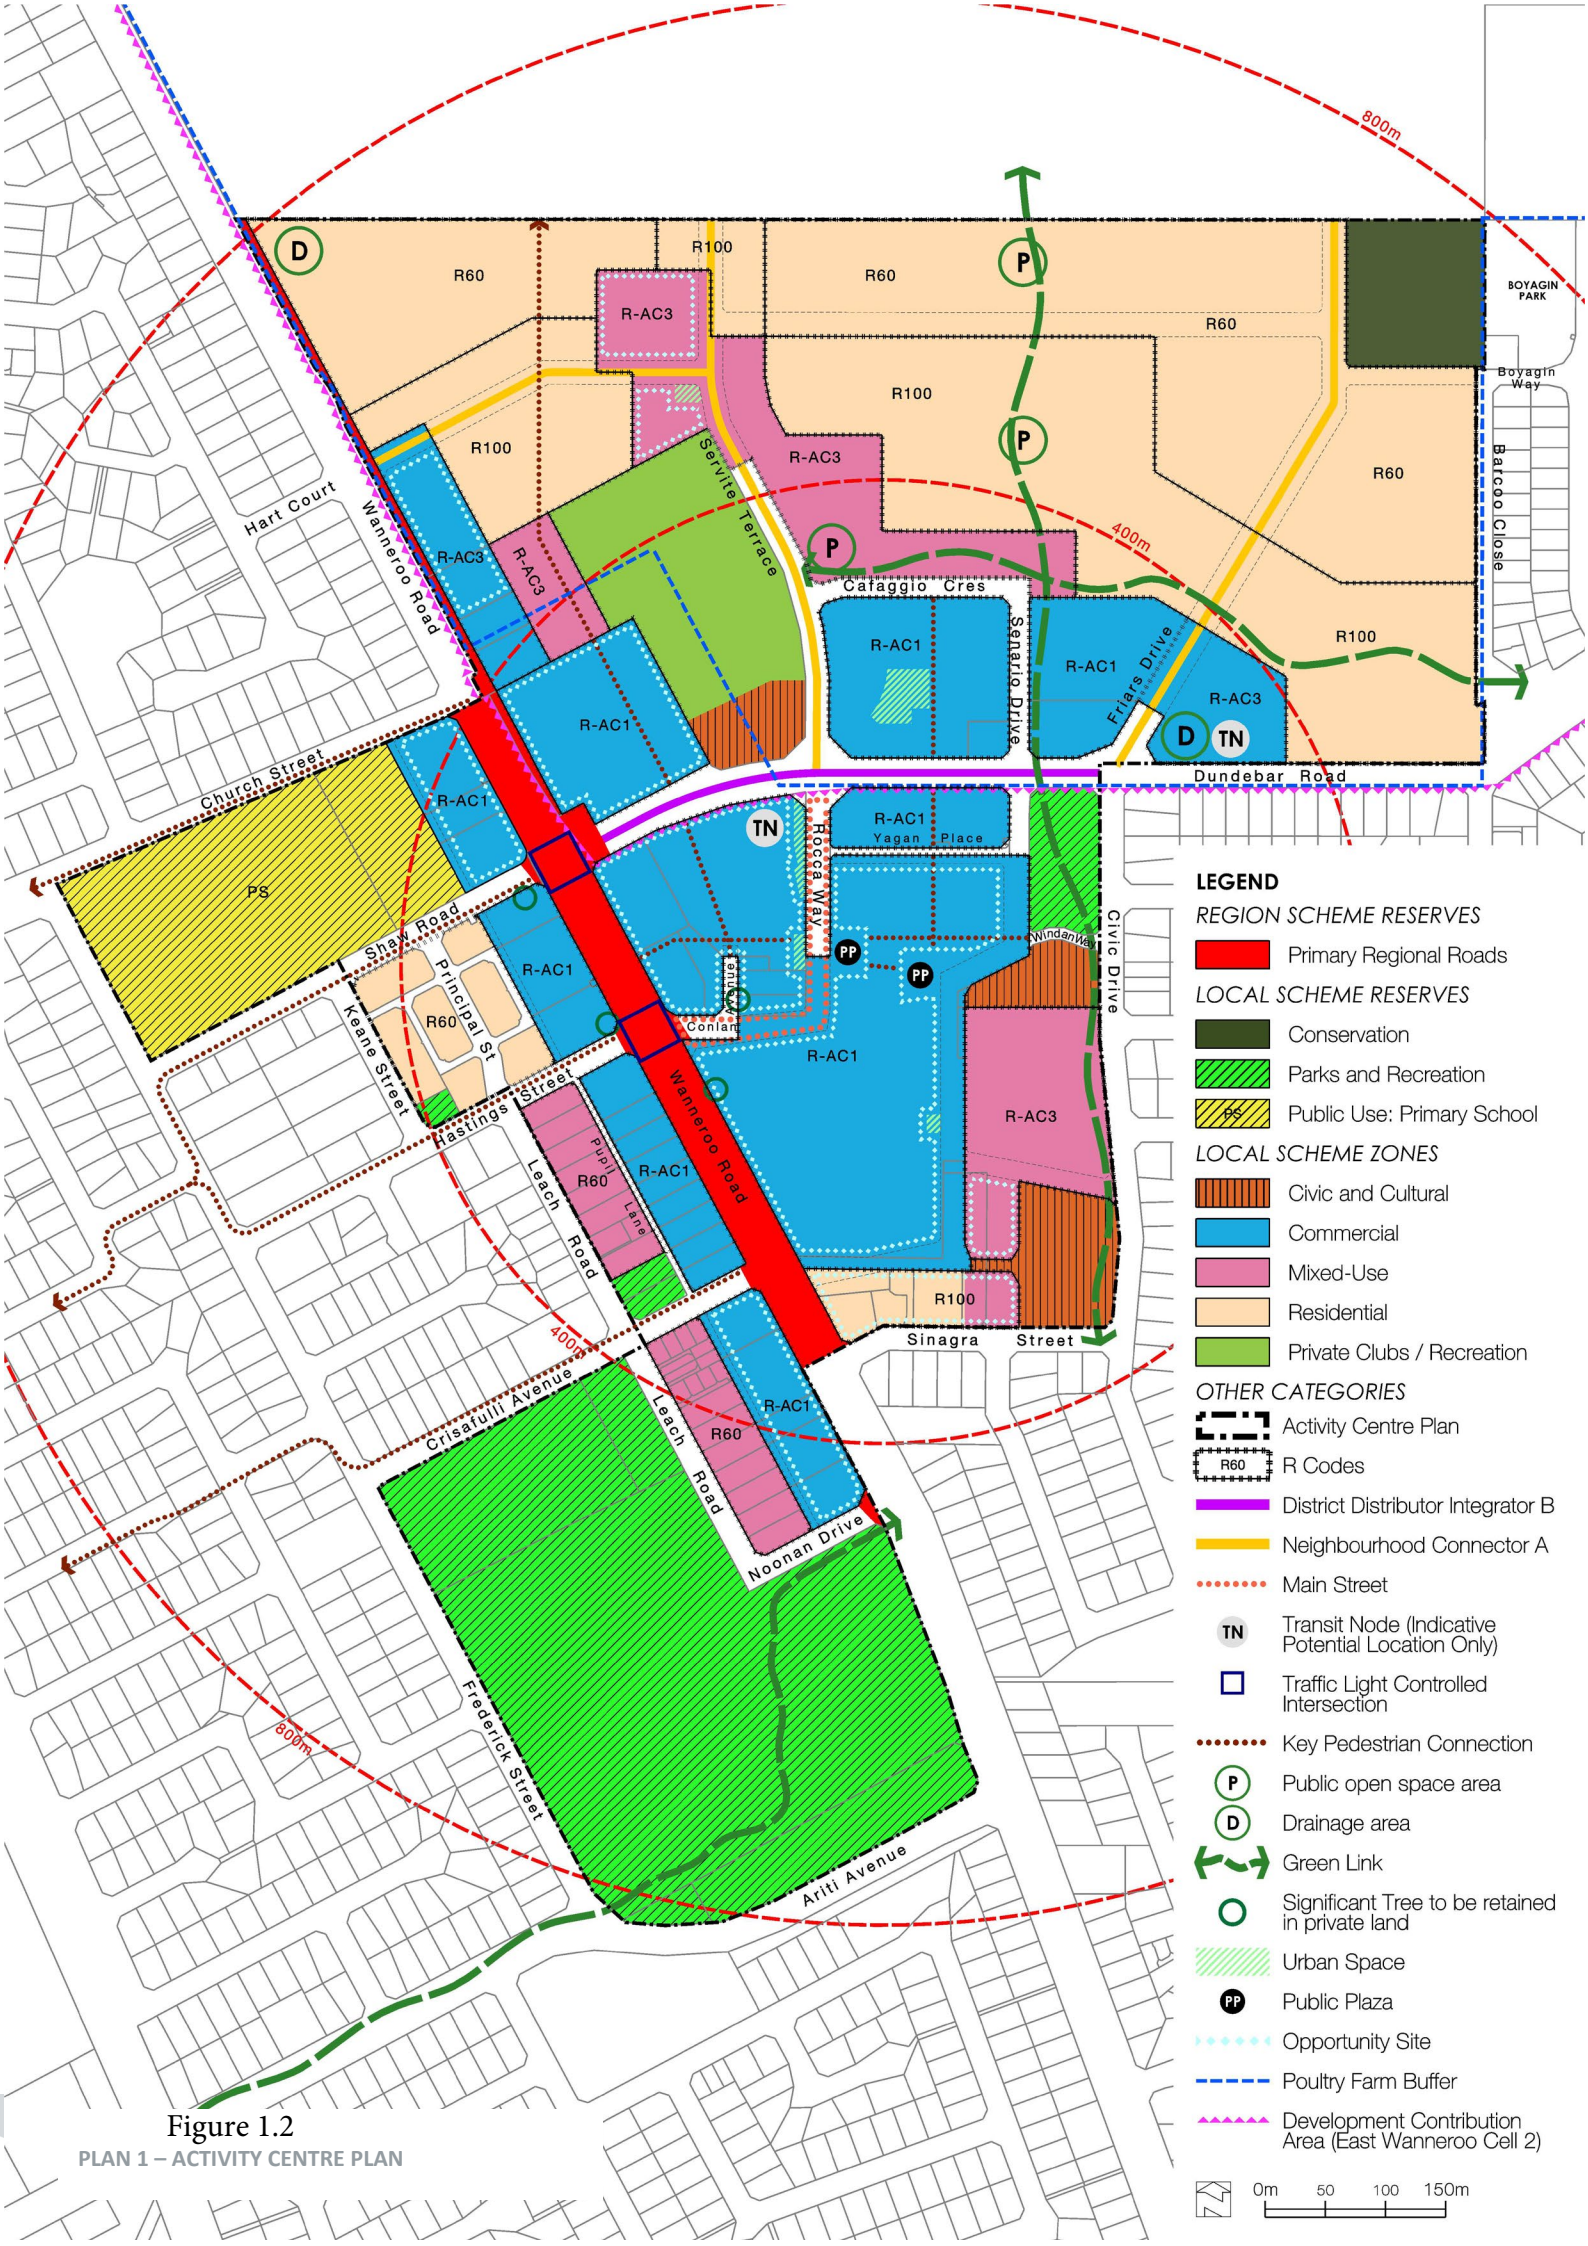 800m
D
R100
P
R60
R60
BOYAGIN
PARK
R-AC3
R60
Boyagin
Way
R100
P
R100
Servite Terrace
R-AC3
R60
Barcoo Close
Hart Court
Wanneroo Road
R-AC3
R-AC3
P
400m
Cafaggio Cres
R-AC1
Senario Drive
R-AC1
Friars Drive
R100
R-AC3
R-AC1
D
TN
Church Street
Dundebar Road
R-AC1
TN
Rocca Way
R-AC1
Yagan Place
PS
Shaw Road
Civic Drive
Windan Way
PP
PP
R-AC1
Principal St
R60
Keane Street
Conlan
Avenue
R-AC1
Hastings Street
Wanneroo Road
R-AC3
Pupil Lane
R60
R-AC1
Leach Road
R100
Sinagra Street
400m
Crisafulli Avenue
Leach Road
R60
R-AC1
Noonan Drive
Frederick Street
800m
Ariti Avenue
LEGEND
REGION SCHEME RESERVES
Primary Regional Roads
LOCAL SCHEME RESERVES
Conservation
Parks and Recreation
PS
Public Use: Primary School
LOCAL SCHEME ZONES
Civic and Cultural
Commercial
Mixed-Use
Residential
Private Clubs / Recreation
OTHER CATEGORIES
Activity Centre Plan
R60
R Codes
District Distributor Integrator B
Neighbourhood Connector A
Main Street
TN
Transit Node (Indicative
Potential Location Only)
Traffic Light Controlled
Intersection
Key Pedestrian Connection
P
Public open space area
D
Drainage area
Green Link
Significant Tree to be retained
in private land
Urban Space
PP
Public Plaza
Opportunity Site
Poultry Farm Buffer
Development Contribution
Area (East Wanneroo Cell 2)
0m 50 100 150m
Figure 1.2
PLAN 1 – ACTIVITY CENTRE PLAN